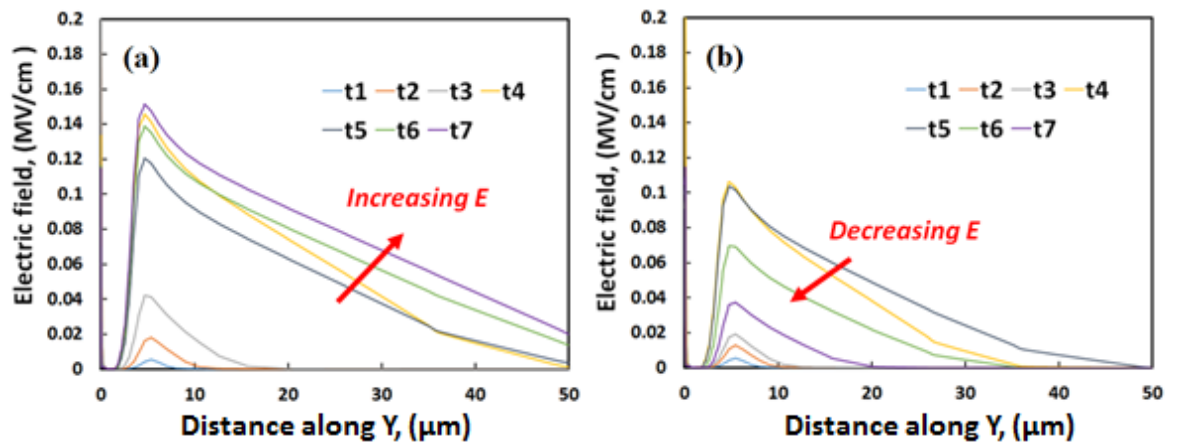 (a)
Electric field, (MV/cm )
0.2
0.18
0.16
0.14
0.12
0.1
0.08
0.06
0.04
0.02
0
t1 t2 t3 t4
t5 t6 t7
Increasing E
0 10 20 30 40 50
Distance along Y, (μm)
(b)
Electric field, (MV/cm )
0.2
0.18
0.16
0.14
0.12
0.1
0.08
0.06
0.04
0.02
0
t1 t2 t3 t4
t5 t6 t7
Decreasing E
0 10 20 30 40 50
Distance along Y, (μm)